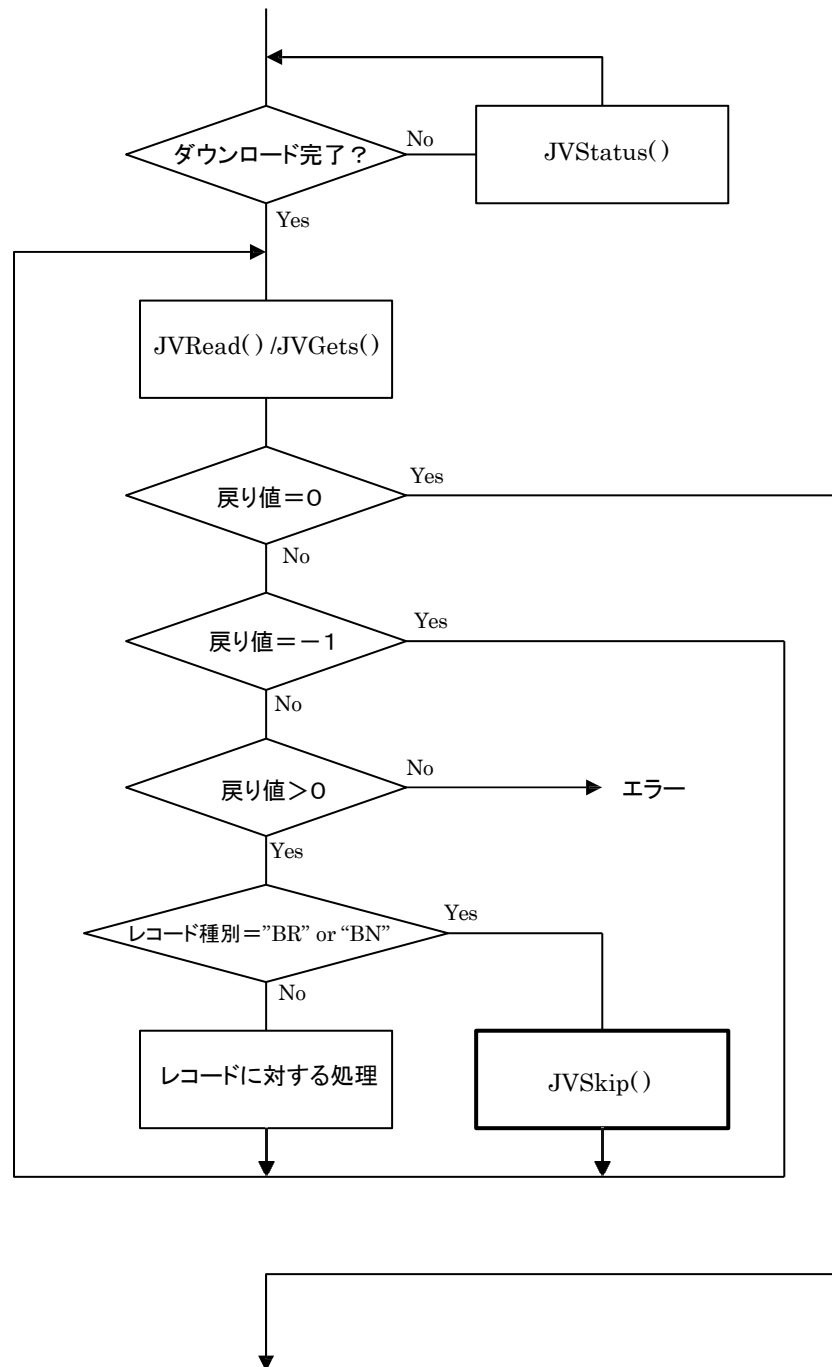 ダウンロード完了？
No
JVStatus( )
Yes
JVRead( ) /JVGets( )
戻り値＝０
Yes
No
戻り値＝－１
Yes
No
戻り値＞０
No
エラー
Yes
レコード種別＝”BR” or “BN”
Yes
No
レコードに対する処理
JVSkip( )